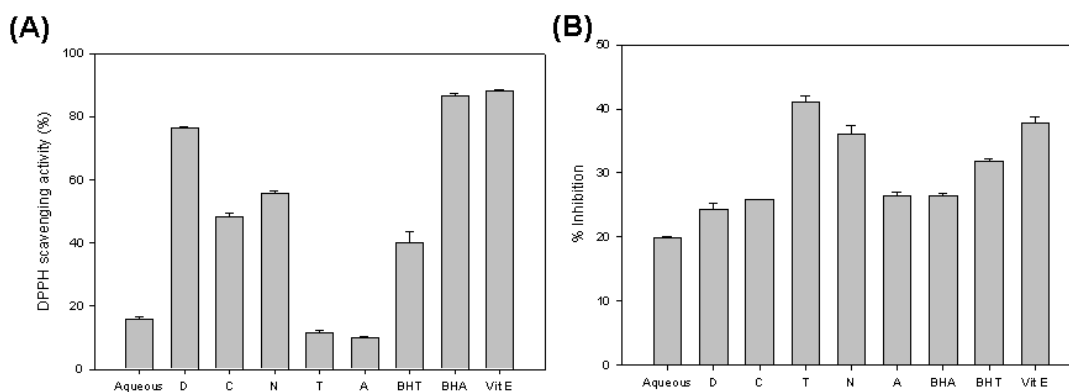 (A)
DPPH scavenging activity (%)
100
80
60
40
20
0
Aqueous D C N T A BHT BHA Vit E
(B)
% Inhibition
50
40
30
20
10
0
Aqueous D C T N A BHA BHT Vit E